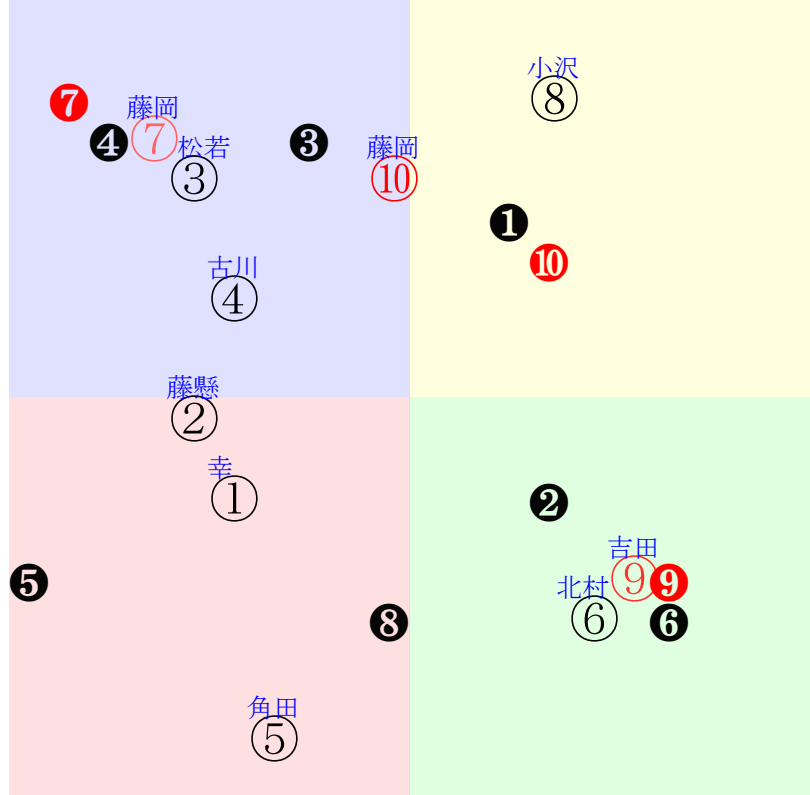 小沢
⑧
❼
藤岡
⑦
❹
松若
③
❸
藤岡
⑩
❶
❿
古川
④
藤懸
②
幸
①
❷
吉田
⑨
❾
北村
⑥
❻
❺
❽
角田
⑤